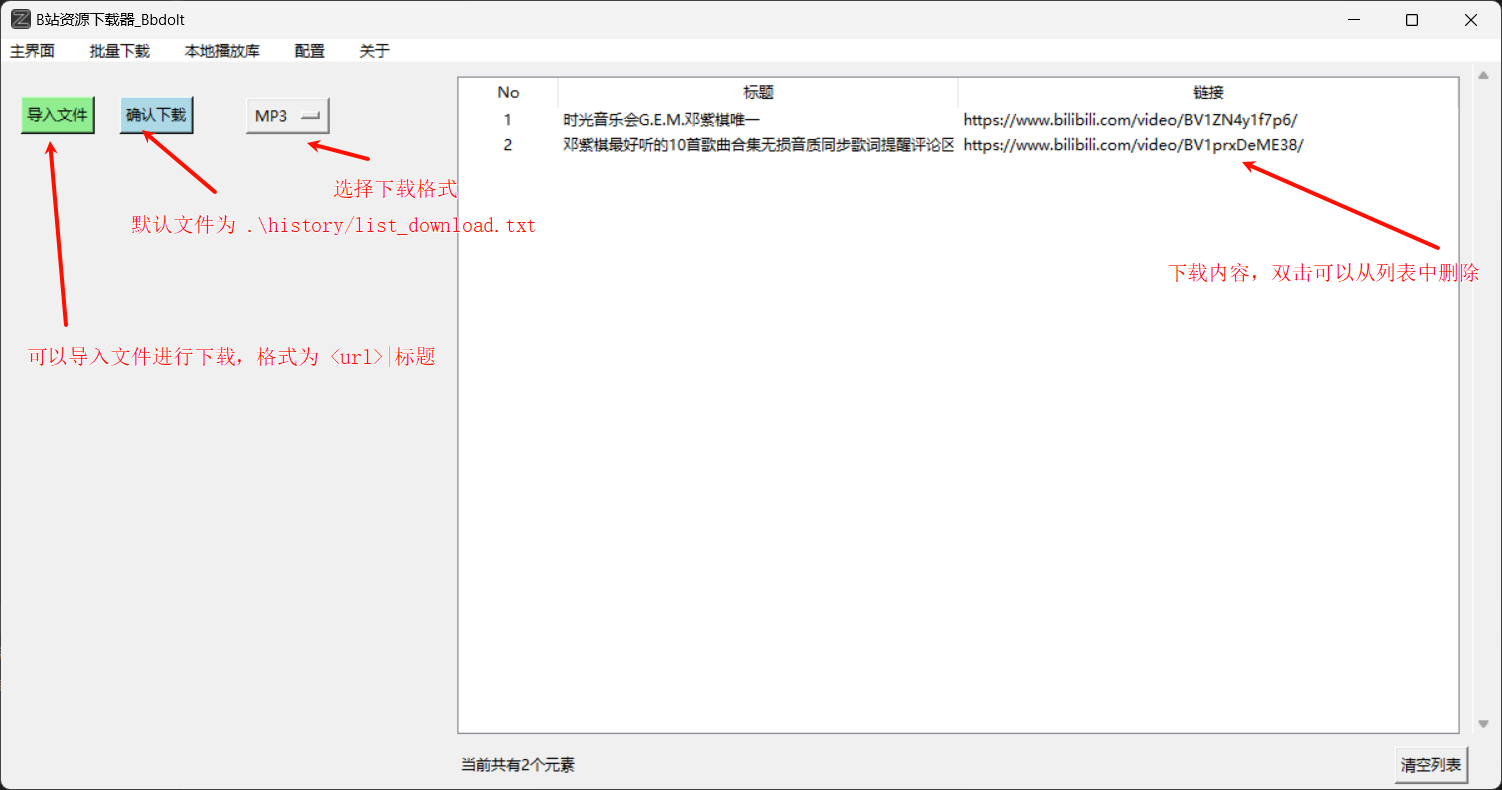 B站资源下载器_Bbdolt
主界面 批量下载 本地播放库 配置 关于
导入文件 确认下载 MP3
No 标题 链接
1 时光音乐会G.E.M.邓紫棋唯一 https://www.bilibili.com/video/BV1ZN4y1f7p6/
2 邓紫棋最好听的10首歌曲合集无损音质同步歌词提醒评论区 https://www.bilibili.com/video/BV1prxDeME38/
选择下载格式
默认文件为 .\history/list_download.txt
下载内容，双击可以从列表中删除
可以导入文件进行下载，格式为 <url>|标题
当前共有2个元素
清空列表